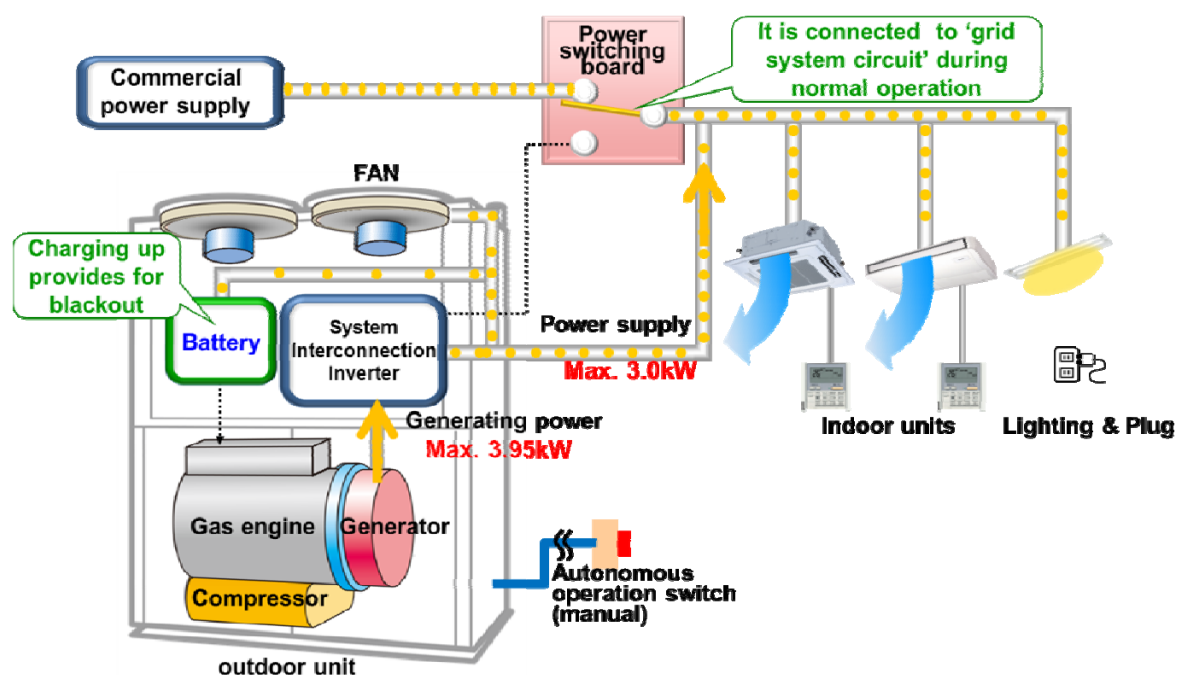 Power
switching
board
It is connected to ‘grid
system circuit’ during
normal operation
Commercial
power supply
FAN
Charging up
provides for
blackout
Battery
System
Interconnection
Inverter
Power supply
Max. 3.0kW
Generating power
Max. 3.95kW
Indoor units
Lighting & Plug
Gas engine
Generator
Compressor
Autonomous
operation switch
(manual)
outdoor unit